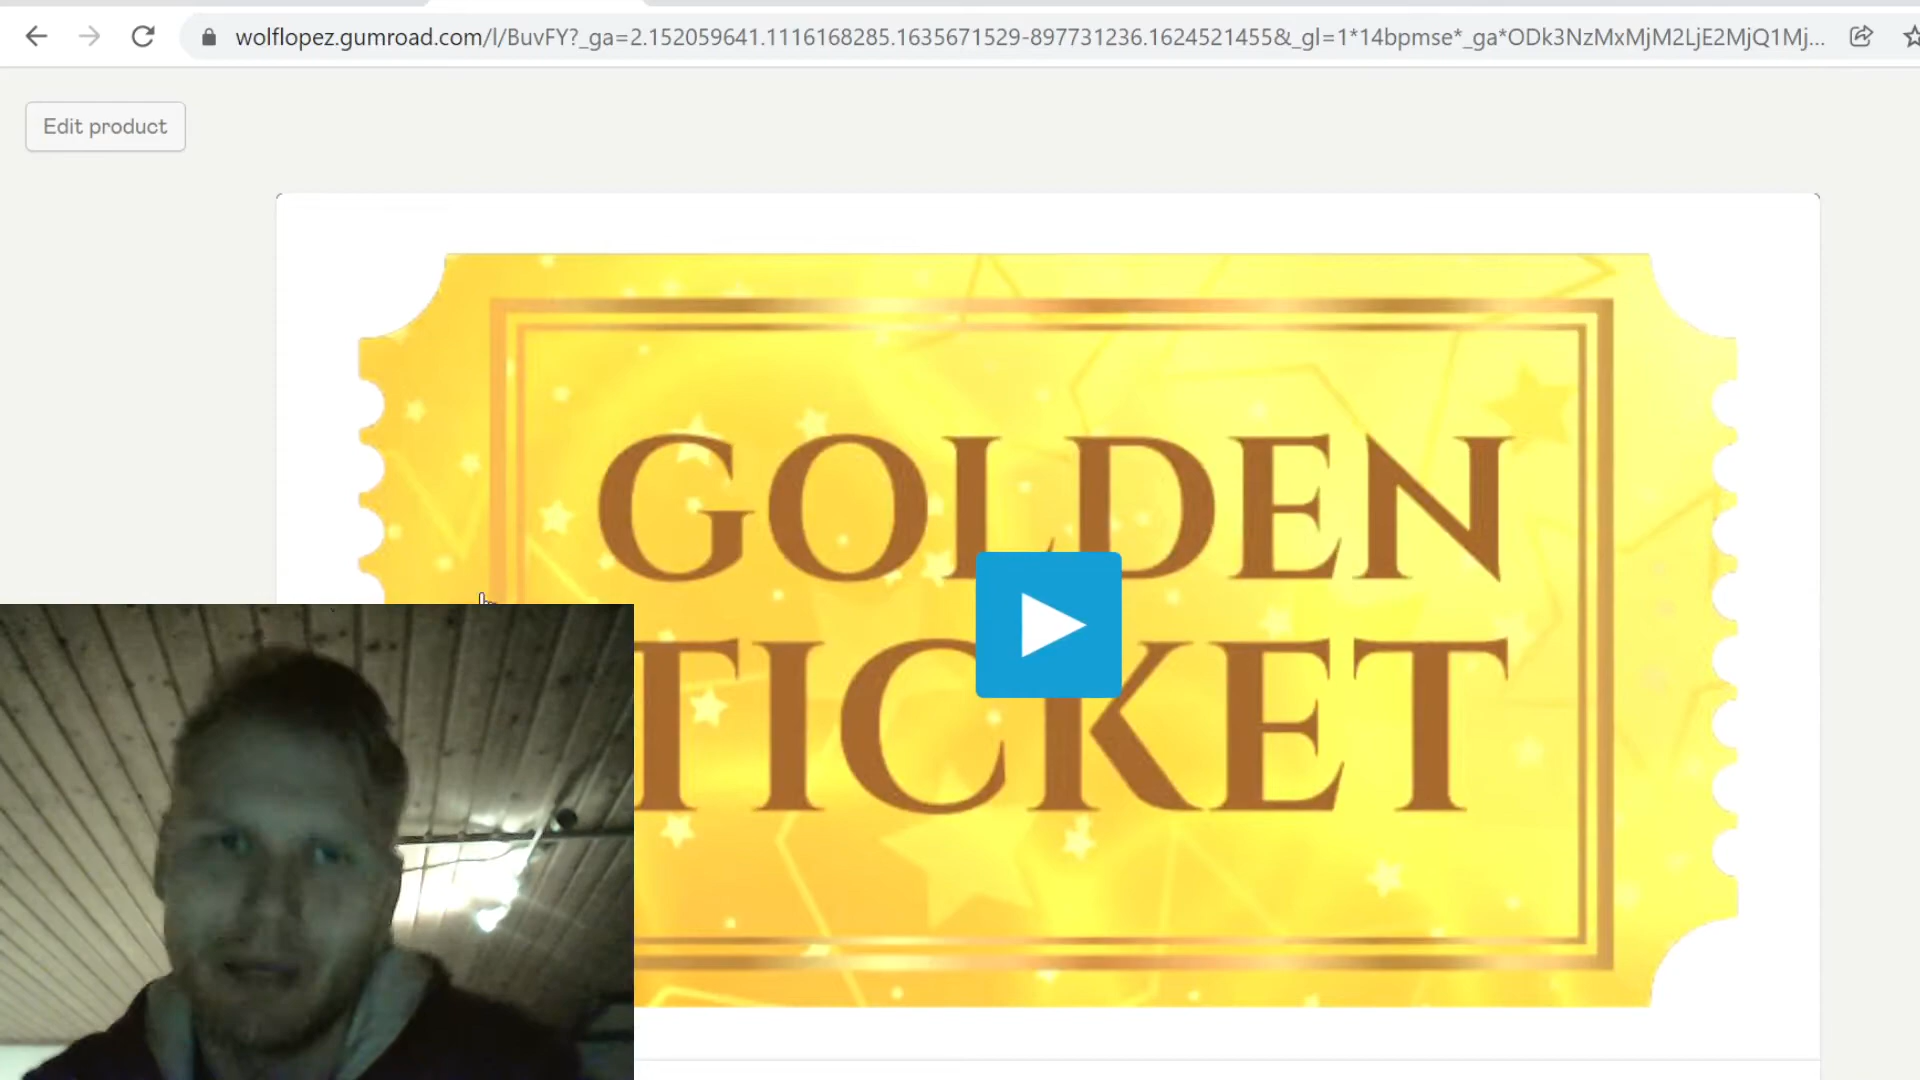 wolflopez.gumroad.com/l/BuvFY?_ga=2.152059641.1116168285.1635671529-897731236.1624521455&_gl=1*14bpmse*_ga*ODk3NzMxMjM2LjE2MjQ1Mj...
Edit product
GOLDEN
TICKET